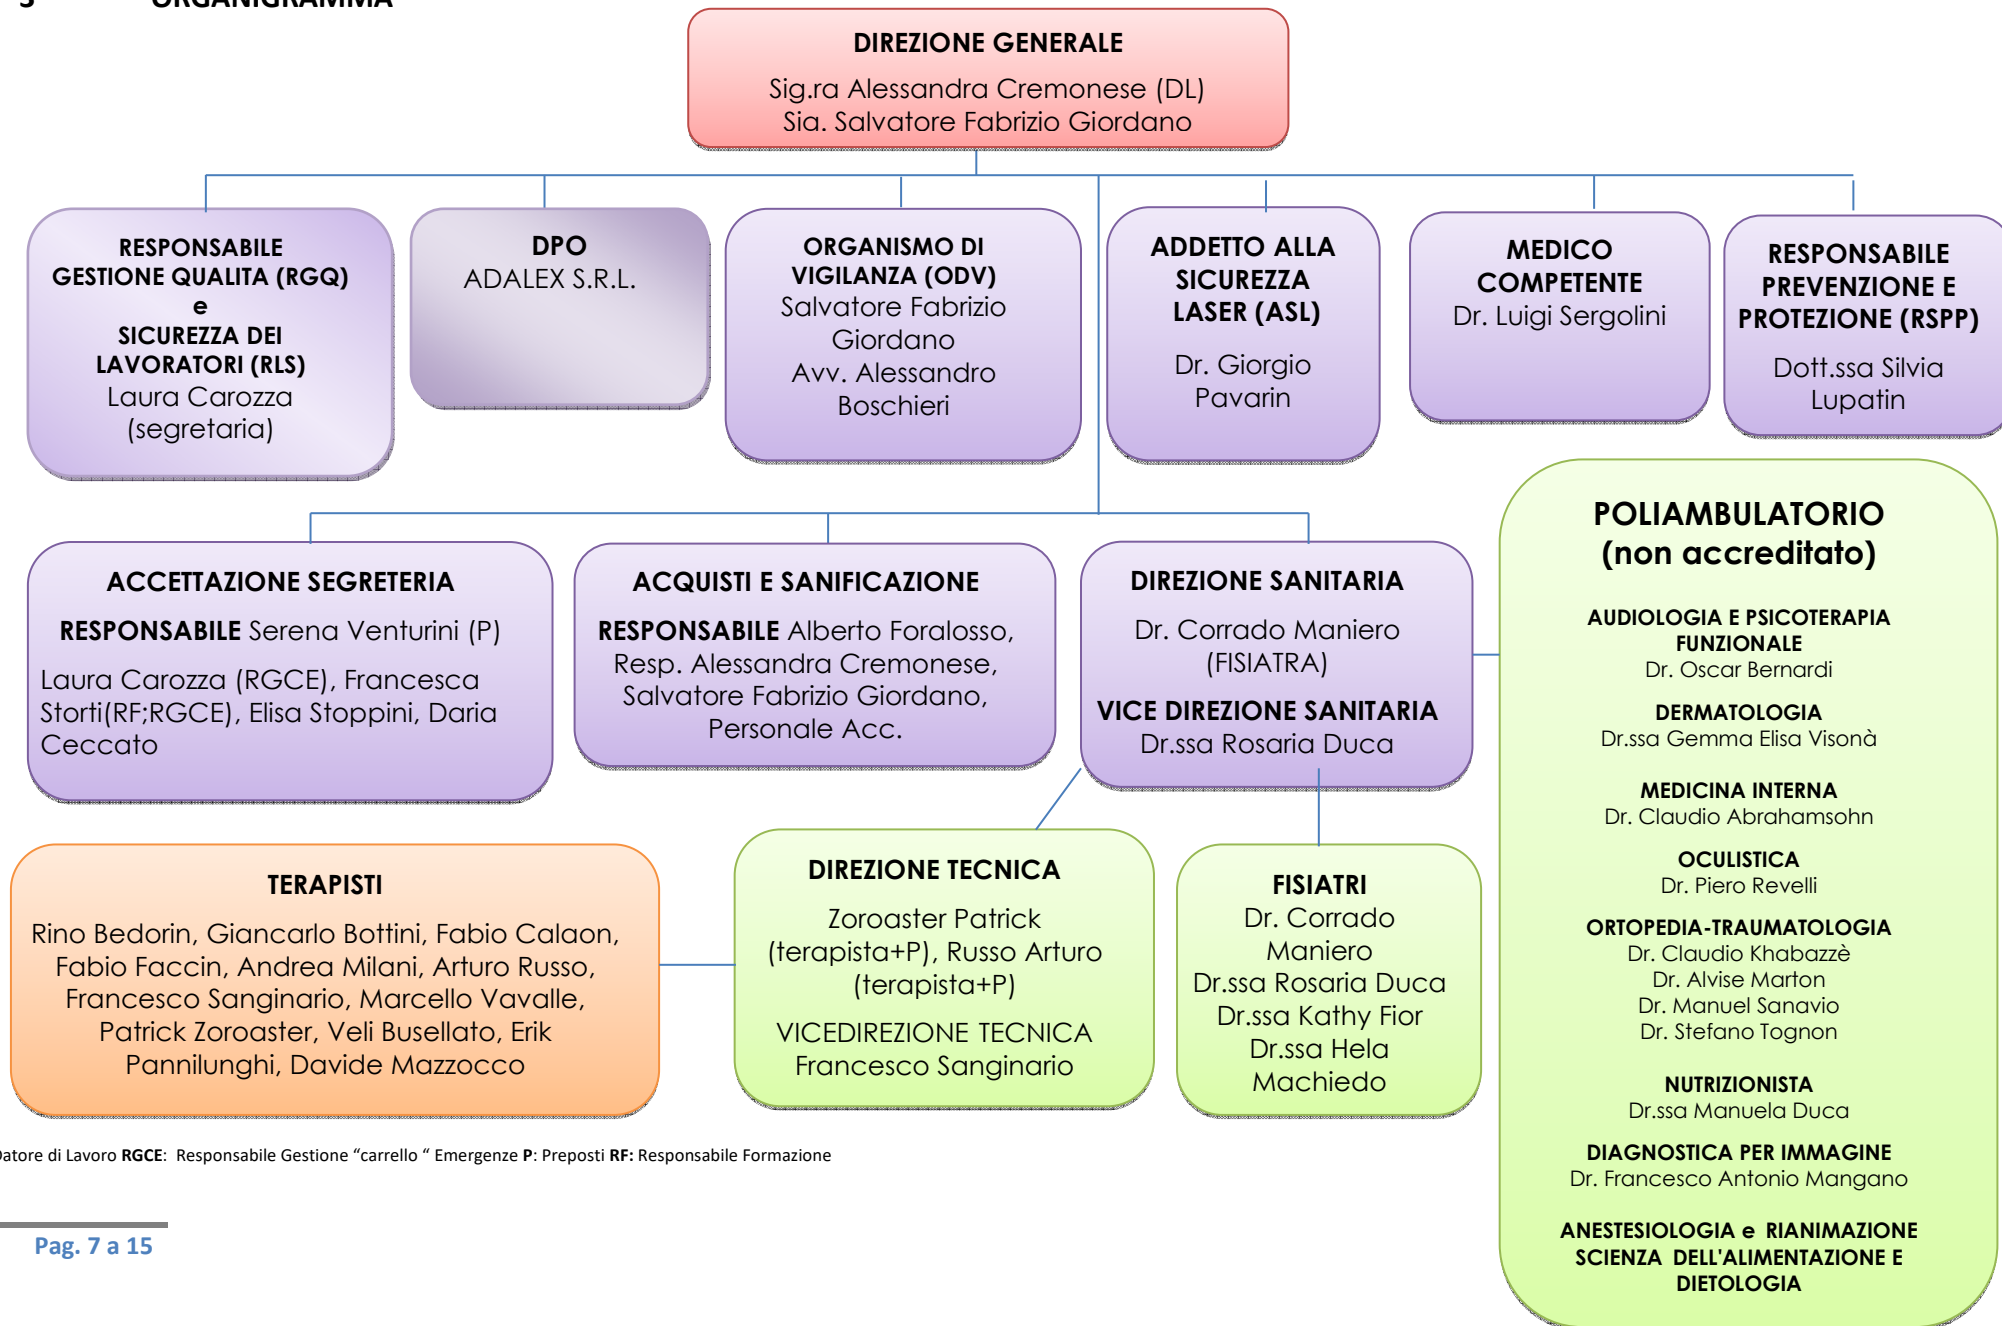 ORGANIGRAMMA
DIREZIONE GENERALE
Sig.ra Alessandra Cremonese (DL)
Sia. Salvatore Fabrizio Giordano
RESPONSABILE
GESTIONE QUALITA (RGQ)
e
SICUREZZA DEI
LAVORATORI (RLS)
Laura Carozza
(segretaria)
DPO
ADALEX S.R.L.
ORGANISMO DI
VIGILANZA (ODV)
Salvatore Fabrizio
Giordano
Avv. Alessandro
Boschieri
ADDETTO ALLA
SICUREZZA
LASER (ASL)
Dr. Giorgio
Pavarin
MEDICO
COMPETENTE
Dr. Luigi Sergolini
RESPONSABILE
PREVENZIONE E
PROTEZIONE (RSPP)
Dott.ssa Silvia
Lupatin
ACCETTAZIONE SEGRETERIA
RESPONSABILE Serena Venturini (P)
Laura Carozza (RGCE), Francesca
Storti(RF;RGCE), Elisa Stoppini, Daria
Ceccato
ACQUISTI E SANIFICAZIONE
RESPONSABILE Alberto Foralosso,
Resp. Alessandra Cremonese,
Salvatore Fabrizio Giordano,
Personale Acc.
DIREZIONE SANITARIA
Dr. Corrado Maniero
(FISIATRA)
VICE DIREZIONE SANITARIA
Dr.ssa Rosaria Duca
POLIAMBULATORIO
(non accreditato)
AUDIOLOGIA E PSICOTERAPIA
FUNZIONALE
Dr. Oscar Bernardi
DERMATOLOGIA
Dr.ssa Gemma Elisa Visonà
MEDICINA INTERNA
Dr. Claudio Abrahamsohn
OCULISTICA
Dr. Piero Revelli
ORTOPEDIA-TRAUMATOLOGIA
Dr. Claudio Khabazzè
Dr. Alvise Marton
Dr. Manuel Sanavio
Dr. Stefano Tognon
NUTRIZIONISTA
Dr.ssa Manuela Duca
DIAGNOSTICA PER IMMAGINE
Dr. Francesco Antonio Mangano
ANESTESIOLOGIA e RIANIMAZIONE
SCIENZA DELL'ALIMENTAZIONE E
DIETOLOGIA
TERAPISTI
Rino Bedorin, Giancarlo Bottini, Fabio Calaon,
Fabio Faccin, Andrea Milani, Arturo Russo,
Francesco Sanginario, Marcello Vavalle,
Patrick Zoroaster, Veli Busellato, Erik
Pannilunghi, Davide Mazzocco
DIREZIONE TECNICA
Zoroaster Patrick
(terapista+P), Russo Arturo
(terapista+P)
VICEDIREZIONE TECNICA
Francesco Sanginario
FISIATRI
Dr. Corrado
Maniero
Dr.ssa Rosaria Duca
Dr.ssa Kathy Fior
Dr.ssa Hela
Machiedo
Datore di Lavoro RGCE: Responsabile Gestione “carrello “ Emergenze P: Preposti RF: Responsabile Formazione
Pag. 7 a 15